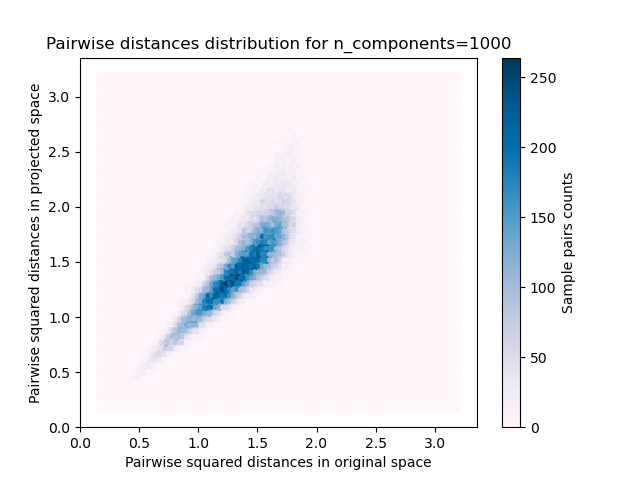 Pairwise distances distribution for n_components=1000
Pairwise squared distances in projected space
3.0
2.5
2.0
1.5
1.0
0.5
0.0
0.0 0.5 1.0 1.5 2.0 2.5 3.0
Pairwise squared distances in original space
250
200
150
100
50
0
Sample pairs counts